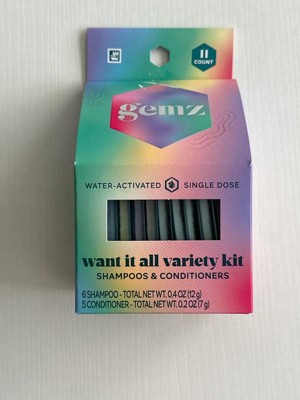 11
COUNT
gemz
WATER-ACTIVATED SINGLE DOSE
want it all variety kit
SHAMPOOS & CONDITIONERS
6 SHAMPOO - TOTAL NET WT. 0.4 OZ (12g)
5 CONDITIONER - TOTAL NET WT. 0.2 OZ (7g)